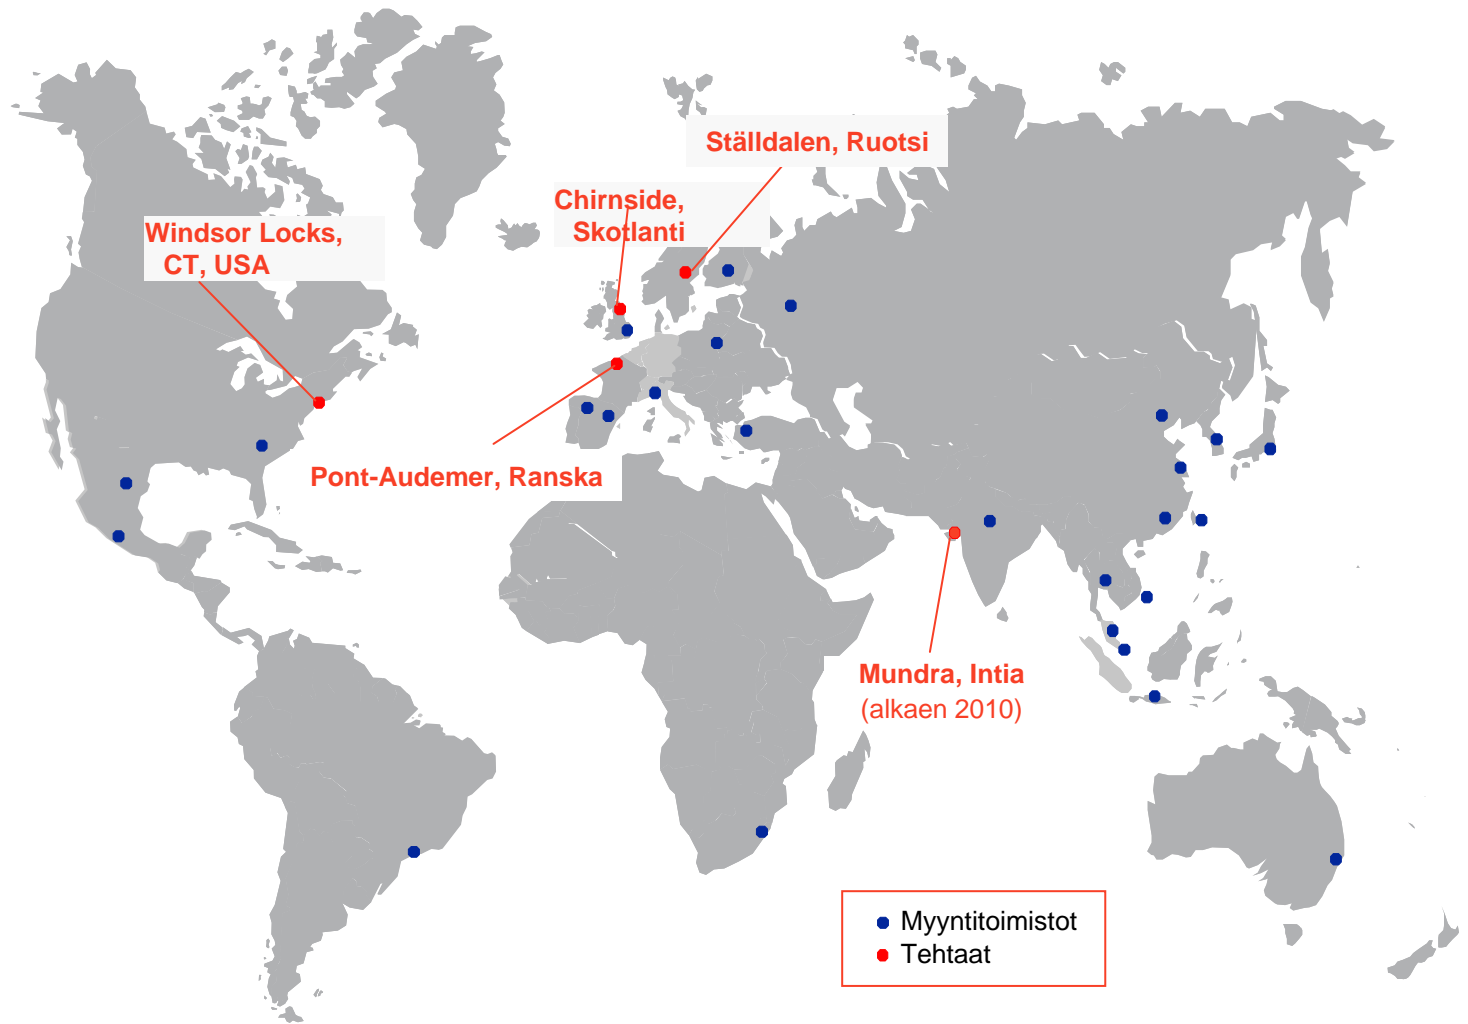 Ställdalen, Ruotsi
Chirnside,
Skotlanti
Windsor Locks,
CT, USA
Pont-Audemer, Ranska
Mundra, Intia
(alkaen 2010)
Myyntitoimistot
Tehtaat